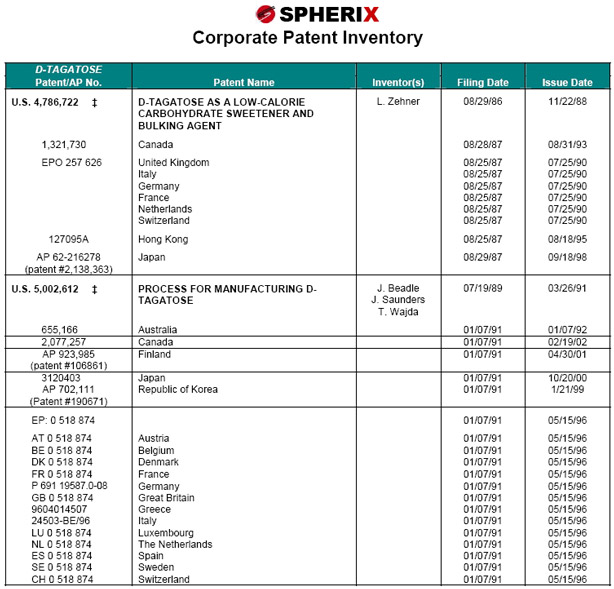 SPHERIX
Corporate Patent Inventory
D-TAGATOSE
Patent/AP No. Patent Name Inventor(s) Filing Date Issue Date
U.S. 4,786,722 ‡ D-TAGATOSE AS A LOW-CALORIE L. Zehner 08/29/86 11/22/88
CARBOHYDRATE SWEETENER AND
BULKING AGENT
1,321,730 Canada 08/28/87 08/31/93
EPO 257 626 United Kingdom 08/25/87 07/25/90
Italy 08/25/87 07/25/90
Germany 08/25/87 07/25/90
France 08/25/87 07/25/90
Netherlands 08/25/87 07/25/90
Switzerland 08/25/87 07/25/90
127095A Hong Kong 08/25/87 08/18/95
AP 62-216278 Japan 08/29/87 09/18/98
(patent #2,138,363)
U.S. 5,002,612 ‡ PROCESS FOR MANUFACTURING D- J. Beadle 07/19/89 03/26/91
TAGATOSE J. Saunders
T. Wajda
655,166 Australia 01/07/91 01/07/92
2,077,257 Canada 01/07/91 02/19/02
AP 923,985 Finland 01/07/91 04/30/01
(patent #106861)
3120403 Japan 01/07/91 10/20/00
AP 702,111 Republic of Korea 01/07/91 1/21/99
(Patent #190671)
EP: 0 518 874 01/07/91 05/15/96
AT 0 518 874 Austria 01/07/91 05/15/96
BE 0 518 874 Belgium 01/07/91 05/15/96
DK 0 518 874 Denmark 01/07/91 05/15/96
FR 0 518 874 France 01/07/91 05/15/96
P 691 19587.0-08 Germany 01/07/91 05/15/96
GB 0 518 874 Great Britain 01/07/91 05/15/96
9604014507 Greece 01/07/91 05/15/96
24503-BE/96 Italy 01/07/91 05/15/96
LU 0 518 874 Luxembourg 01/07/91 05/15/96
NL 0 518 874 The Netherlands 01/07/91 05/15/96
ES 0 518 874 Spain 01/07/91 05/15/96
SE 0 518 874 Sweden 01/07/91 05/15/96
CH 0 518 874 Switzerland 01/07/91 05/15/96